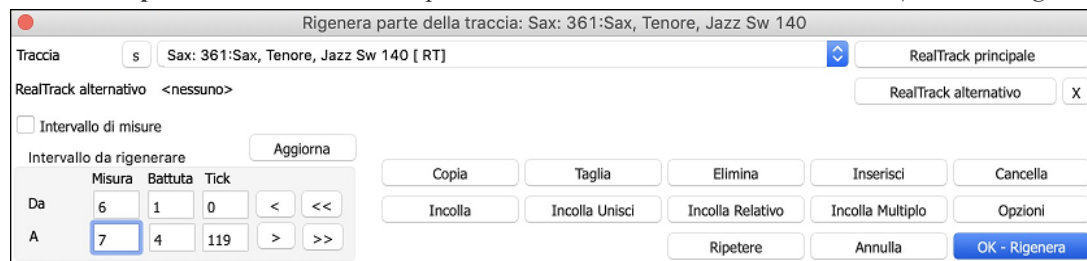 Rigenera parte della traccia: Sax: 361:Sax, Tenore, Jazz Sw 140
Traccia s Sax: 361:Sax, Tenore, Jazz Sw 140 [ RT] RealTrack principale
RealTrack alternativo <nessuno> RealTrack alternativo X
Intervallo di misure
Intervallo da rigenerare Aggiorna
Misura Battuta Tick Copia Taglia Elimina Inserisci Cancella
Da 6 1 0 < << Incolla Incolla Unisci Incolla Relativo Incolla Multiplo Opzioni
A 7 4 119 > >> Ripetere Annulla OK - Rigenera